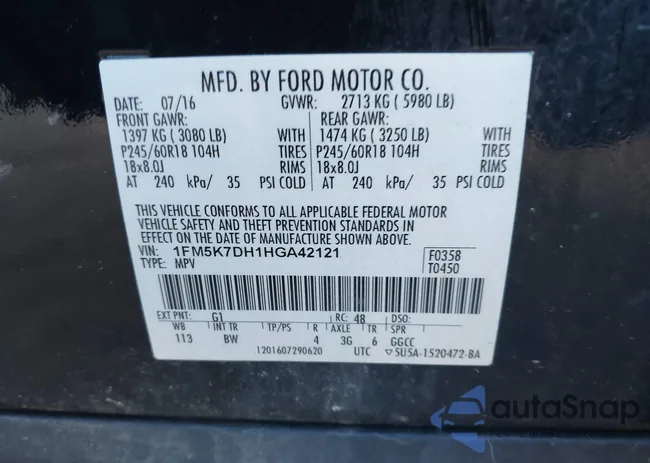 MFD. BY FORD MOTOR CO.
DATE: 07/16 GVWR: 2713 KG ( 5980 LB)
FRONT GAWR: REAR GAWR:
1397 KG ( 3080 LB) WITH 1474 KG ( 3250 LB) WITH
P245/60R18 104H TIRES P245/60R18 104H TIRES
18x8.0J RIMS 18x8.0J RIMS
AT 240 kPa/ 35 PSI COLD AT 240 kPa/ 35 PSI COLD
THIS VEHICLE CONFORMS TO ALL APPLICABLE FEDERAL MOTOR
VEHICLE SAFETY AND THEFT PREVENTION STANDARDS IN
EFFECT ON THE DATE OF MANUFACTURE SHOWN ABOVE.
VIN: 1FM5K7DH1HGA42121 F0358
TYPE: MPV T0450
EXT PNT: G1 RC: 48 DSO:
WB INT TR TP/PS R AXLE TR SPR
113 BW 4 3G 6 GGCC
1201607290620 UTC ▽5U5A-1520472-BA
autoSnap